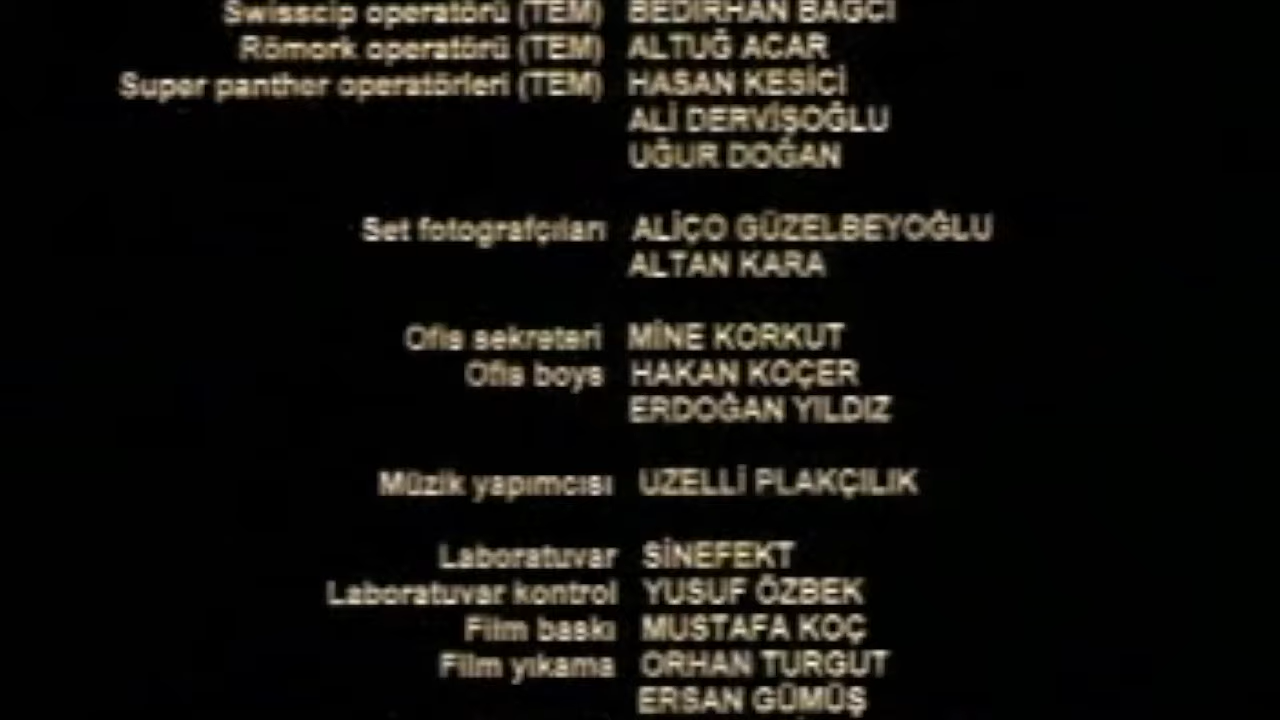 Swisscip operatörü (TEM) BEDİRHAN BAĞCI
Römork operatörü (TEM) ALTUĞ ACAR
Super panther operatörleri (TEM) HASAN KESİCİ
ALİ DERVİŞOĞLU
UĞUR DOĞAN
Set fotografçıları ALİÇO GÜZELBEYOĞLU
ALTAN KARA
Ofis sekreteri MİNE KORKUT
Ofis boys HAKAN KOÇER
ERDOĞAN YILDIZ
Müzik yapımcısı UZELLİ PLAKÇILIK
Laboratuvar SİNEFEKT
Laboratuvar kontrol YUSUF ÖZBEK
Film baskı MUSTAFA KOÇ
Film yıkama ORHAN TURGUT
ERSAN GÜMÜŞ